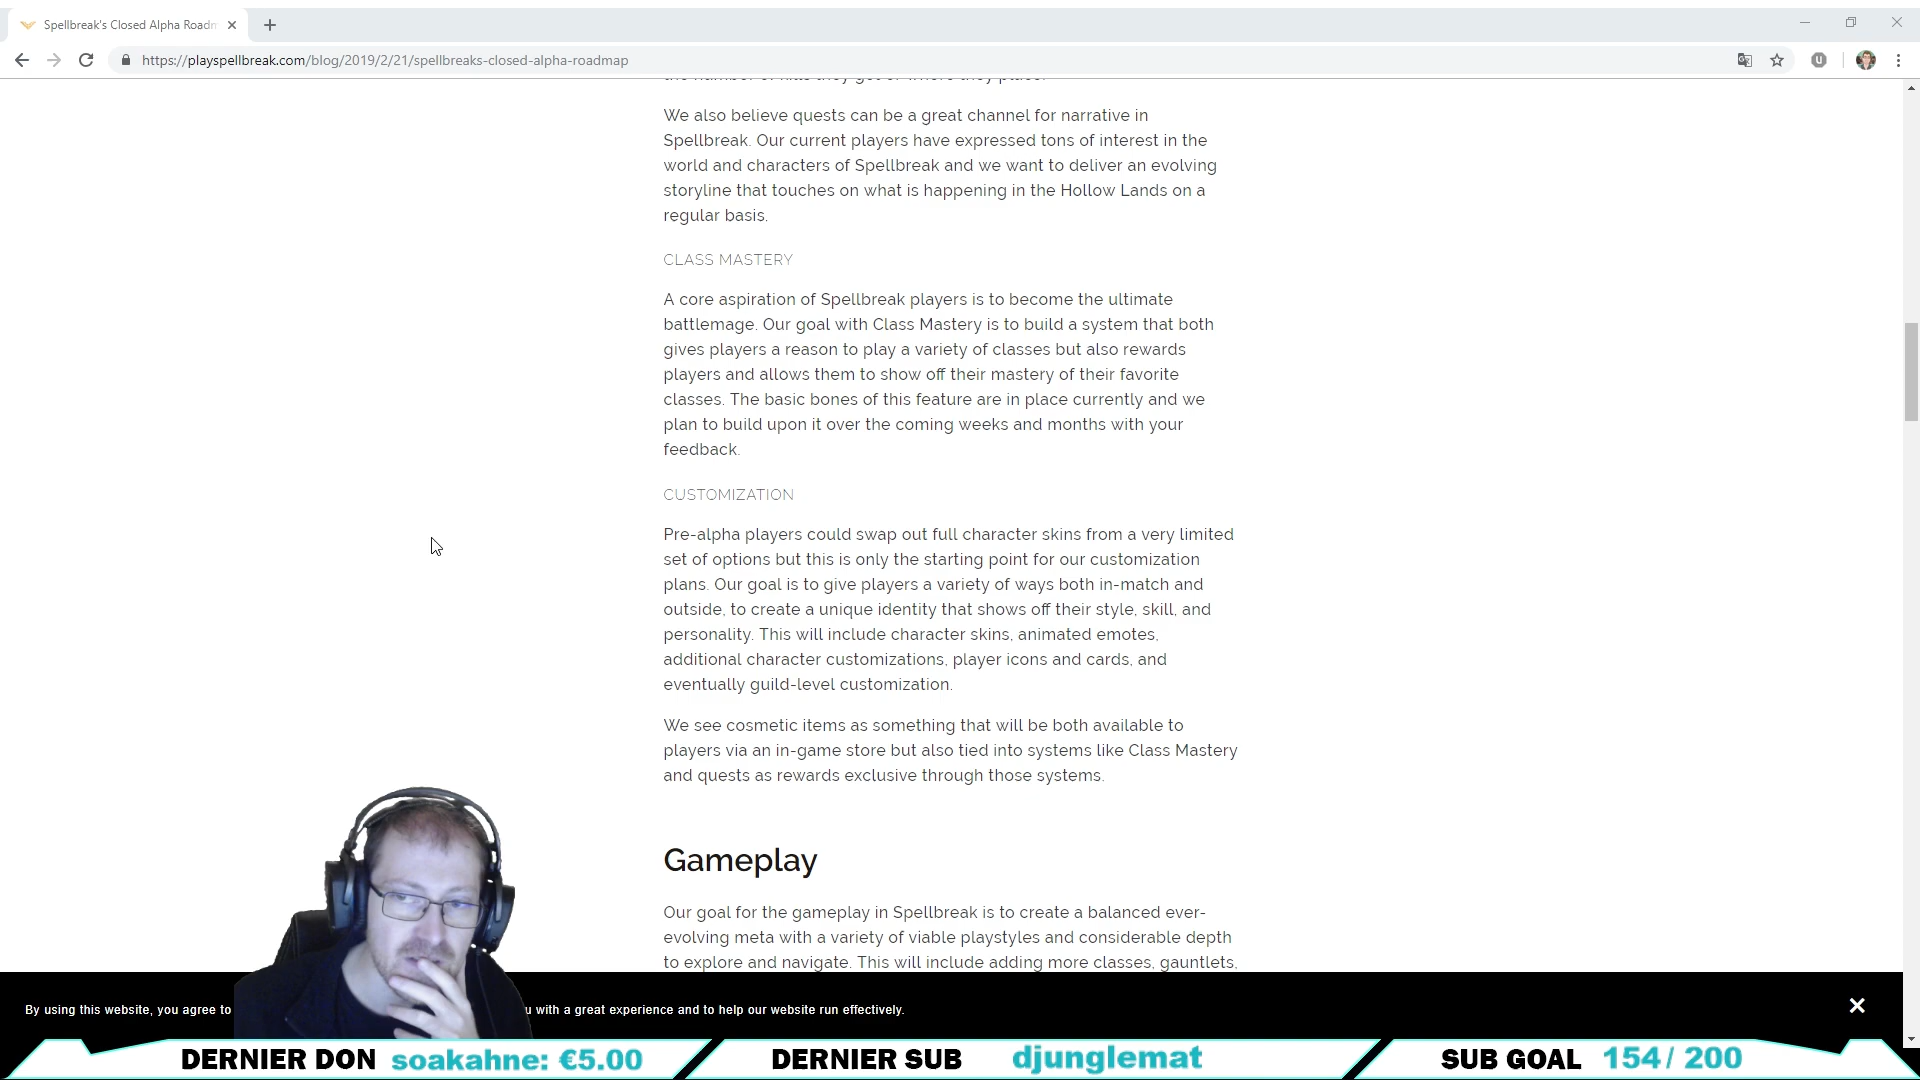 Spellbreak's Closed Alpha Roadm
https://playspellbreak.com/blog/2019/2/21/spellbreaks-closed-alpha-roadmap
We also believe quests can be a great channel for narrative in
Spellbreak. Our current players have expressed tons of interest in the
world and characters of Spellbreak and we want to deliver an evolving
storyline that touches on what is happening in the Hollow Lands on a
regular basis.
CLASS MASTERY
A core aspiration of Spellbreak players is to become the ultimate
battlemage. Our goal with Class Mastery is to build a system that both
gives players a reason to play a variety of classes but also rewards
players and allows them to show off their mastery of their favorite
classes. The basic bones of this feature are in place currently and we
plan to build upon it over the coming weeks and months with your
feedback.
CUSTOMIZATION
Pre-alpha players could swap out full character skins from a very limited
set of options but this is only the starting point for our customization
plans. Our goal is to give players a variety of ways both in-match and
outside, to create a unique identity that shows off their style, skill, and
personality. This will include character skins, animated emotes,
additional character customizations, player icons and cards, and
eventually guild-level customization.
We see cosmetic items as something that will be both available to
players via an in-game store but also tied into systems like Class Mastery
and quests as rewards exclusive through those systems.
Gameplay
Our goal for the gameplay in Spellbreak is to create a balanced ever-
evolving meta with a variety of viable playstyles and considerable depth
to explore and navigate. This will include adding more classes, gauntlets,
By using this website, you agree to u with a great experience and to help our website run effectively.
DERNIER DON soakahne: €5.00 DERNIER SUB djunglemat SUB GOAL 154 / 200